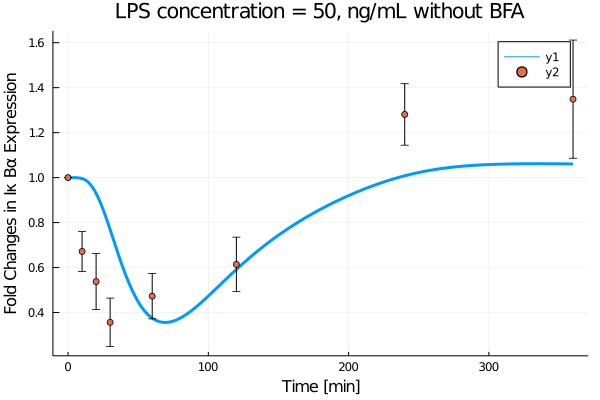 LPS concentration = 50, ng/mL without BFA
Fold Changes in Iκ Bα Expression
1.6
1.4
1.2
1.0
0.8
0.6
0.4
y1
y2
0
100
200
300
Time [min]